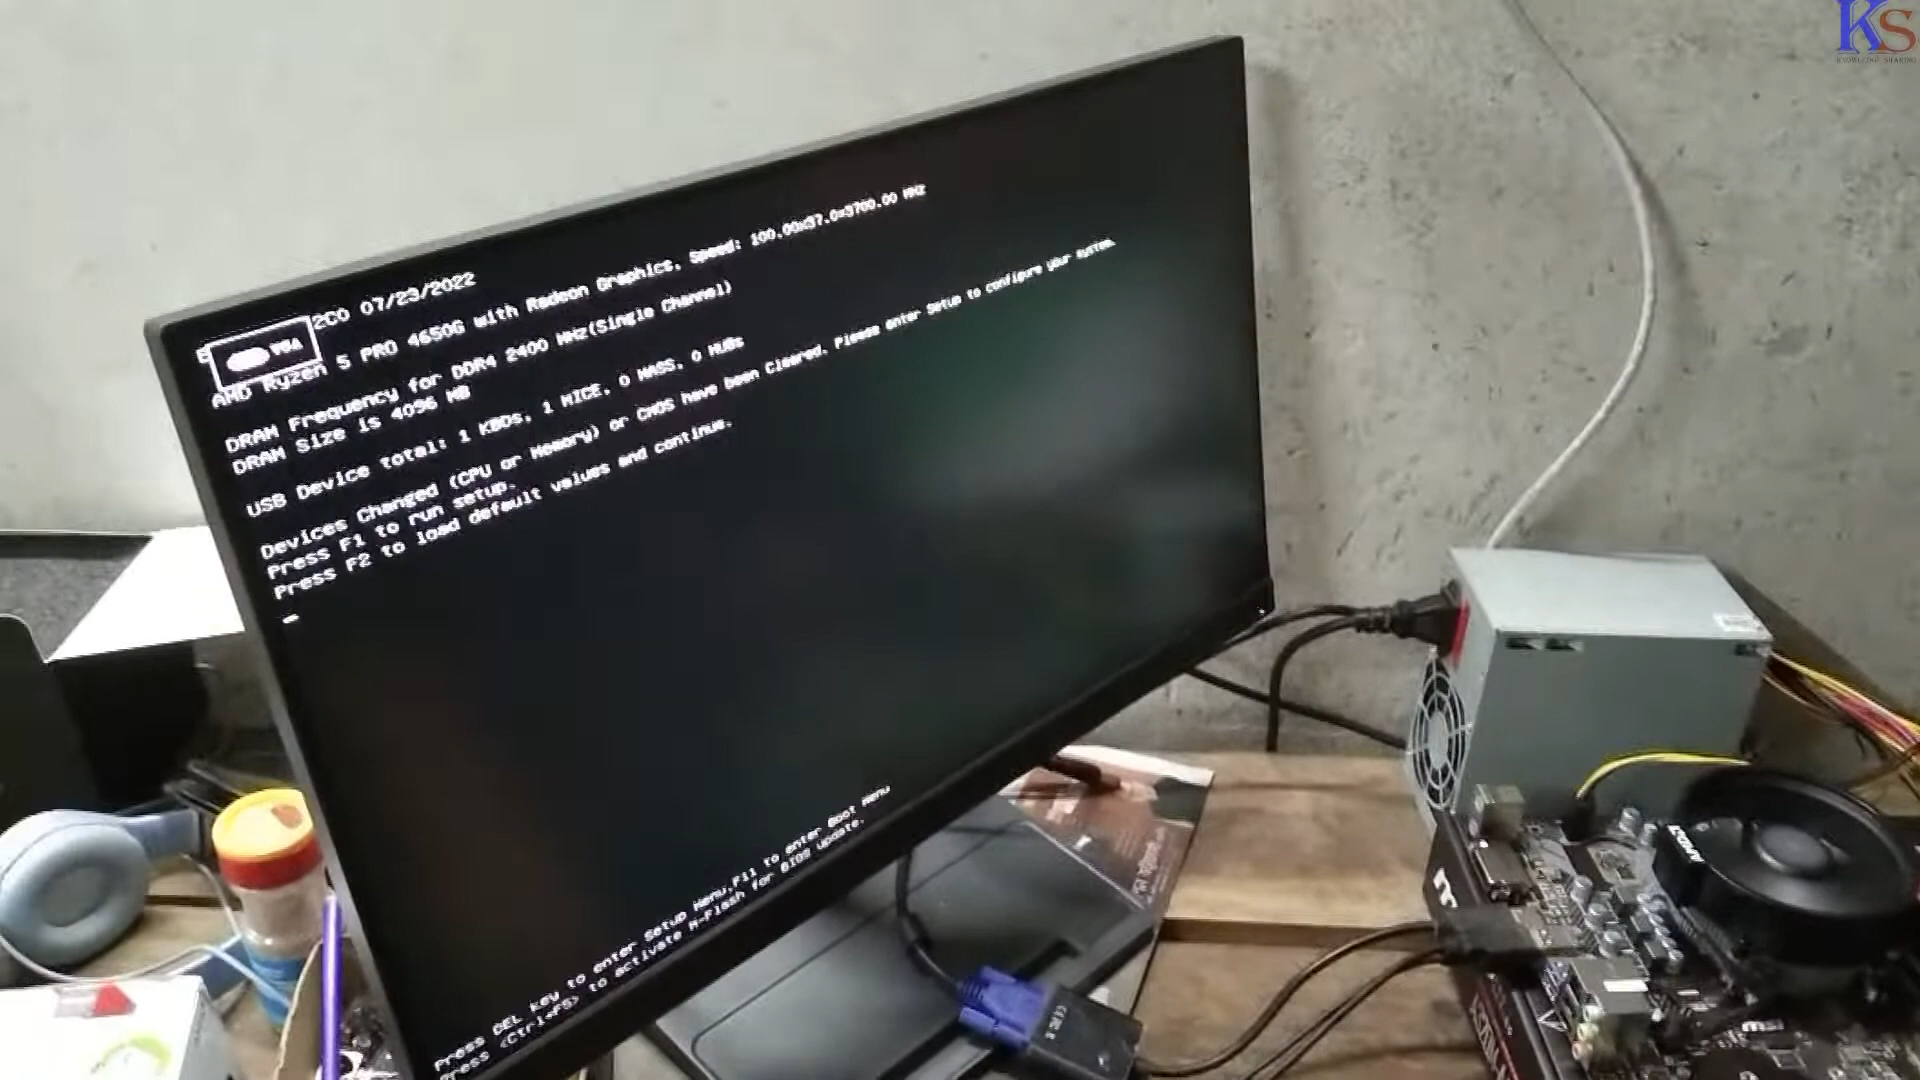 KS
KNOWLEDGE SHARING
2C0 07/23/2022
VGA
AMD Ryzen 5 PRO 4650G with Radeon Graphics, Speed: 100.00x37.0=3700.00 MHz
DRAM Frequency for DDR4 2400 MHz(Single Channel)
DRAM Size is 4096 MB
USB Device total: 1 KBDs, 1 MICE, 0 MASS, 0 HUBs
Devices Changed (CPU or Memory) or CMOS have been Cleared. Please enter Setup to configure your system.
Press F1 to run setup.
Press F2 to load default values and continue.
Press DEL key to enter Setup Menu,F11 to enter Boot Menu
Press <Ctrl+F5> to activate M-Flash for BIOS update.
AMD
msi